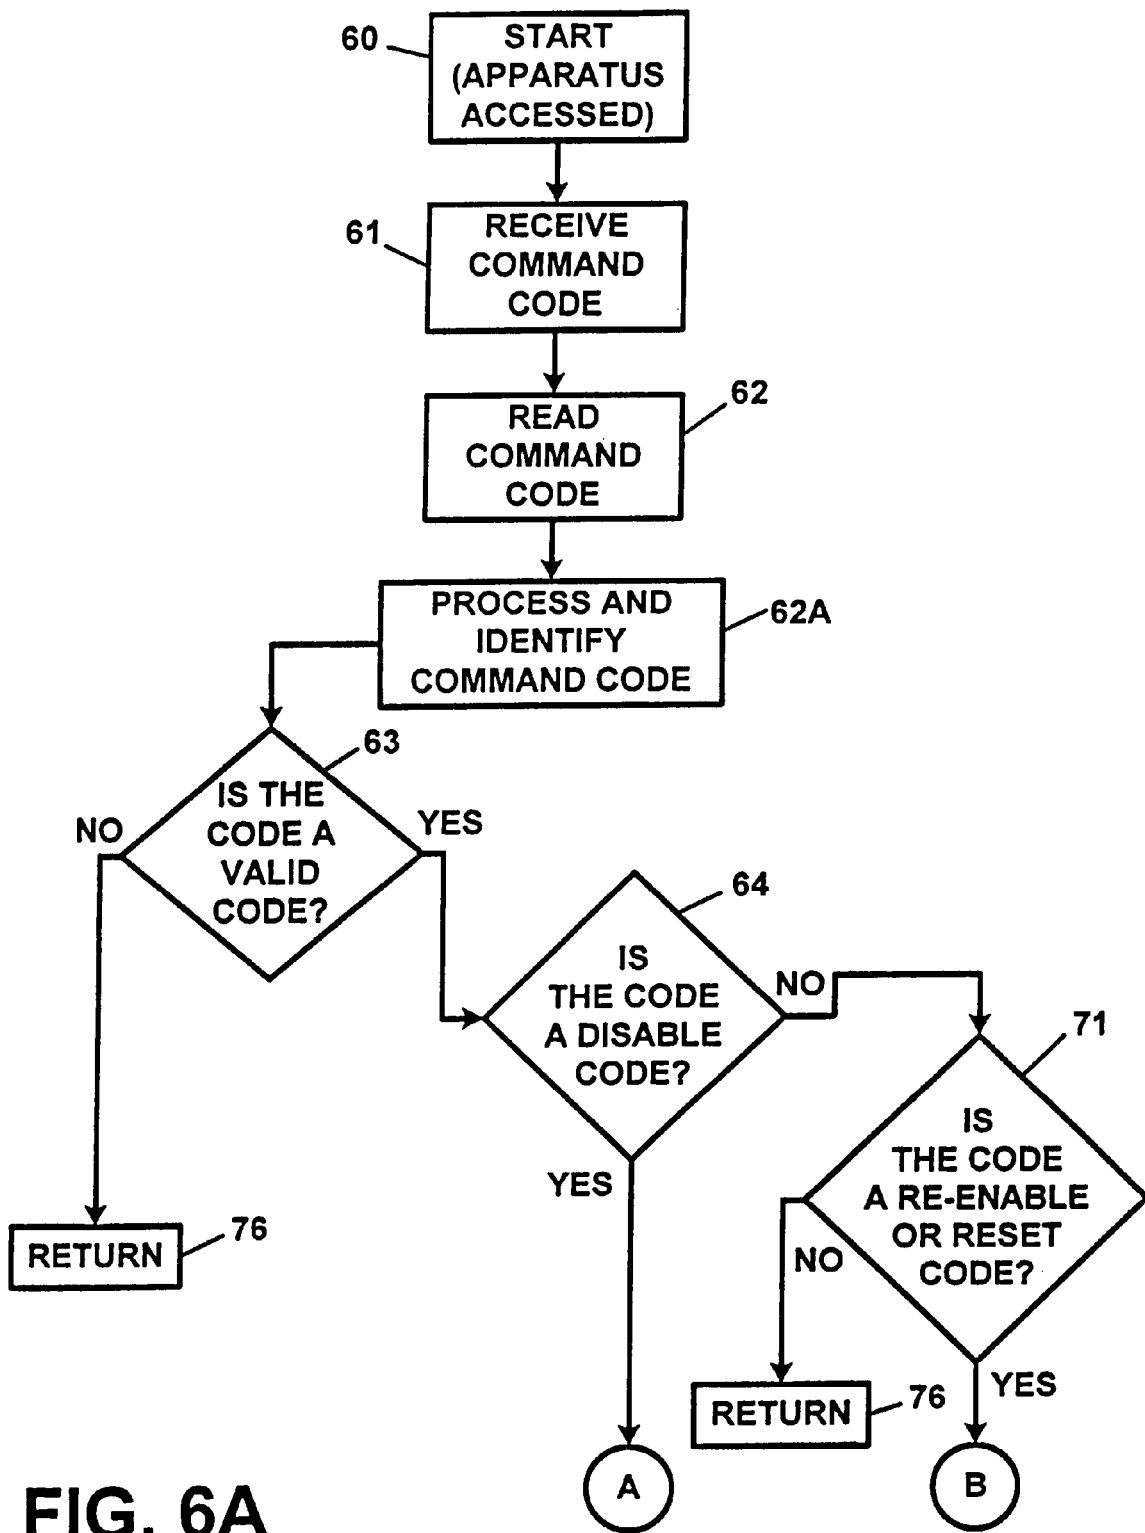 60
START
(APPARATUS
ACCESSED)
61
RECEIVE
COMMAND
CODE
62
READ
COMMAND
CODE
62A
PROCESS AND
IDENTIFY
COMMAND CODE
63
IS THE
CODE A
VALID
CODE?
NO
YES
64
IS
THE CODE
A DISABLE
CODE?
NO
YES
71
IS
THE CODE
A RE-ENABLE
OR RESET
CODE?
NO
YES
RETURN
76
RETURN
76
A
B
FIG. 6A